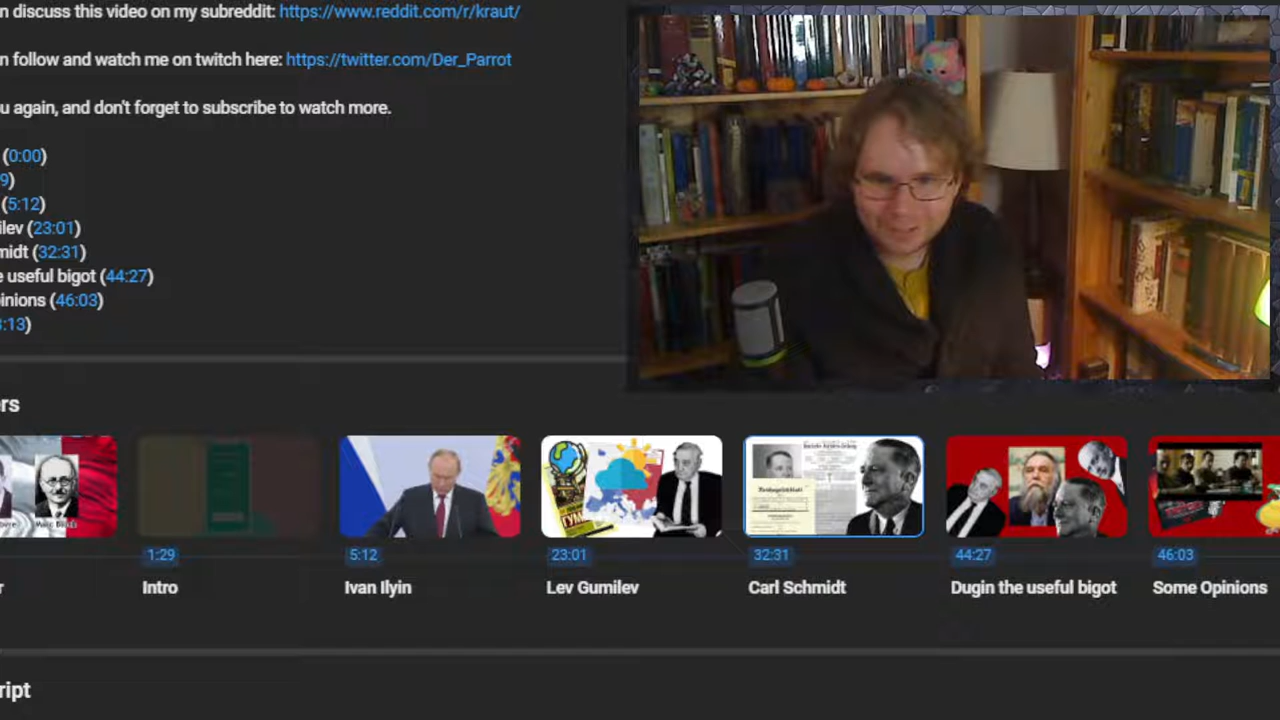 n discuss this video on my subreddit: https://www.reddit.com/r/kraut/
n follow and watch me on twitch here: https://twitter.com/Der_Parrot
u again, and don't forget to subscribe to watch more.
(0:00)
9)
(5:12)
ilev (23:01)
midt (32:31)
e useful bigot (44:27)
pinions (46:03)
:13)
ers
1:29
5:12
23:01
32:31
44:27
46:03
r
Intro
Ivan Ilyin
Lev Gumilev
Carl Schmidt
Dugin the useful bigot
Some Opinions
ript